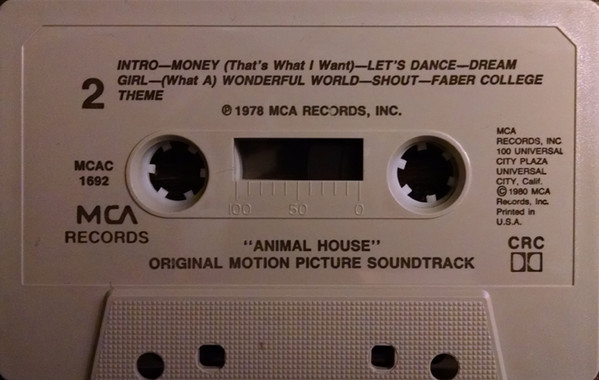 INTRO—MONEY (That's What I Want)—LET'S DANCE—DREAM
GIRL—(What A) WONDERFUL WORLD—SHOUT—FABER COLLEGE
THEME
2
℗ 1978 MCA RECORDS, INC.
MCAC
1692
MCA
RECORDS
100 50 0
MCA
RECORDS, INC
100 UNIVERSAL
CITY PLAZA
UNIVERSAL
CITY, Calif.
©1980 MCA
Records, Inc.
Printed in
U.S.A.
CRC
"ANIMAL HOUSE"
ORIGINAL MOTION PICTURE SOUNDTRACK